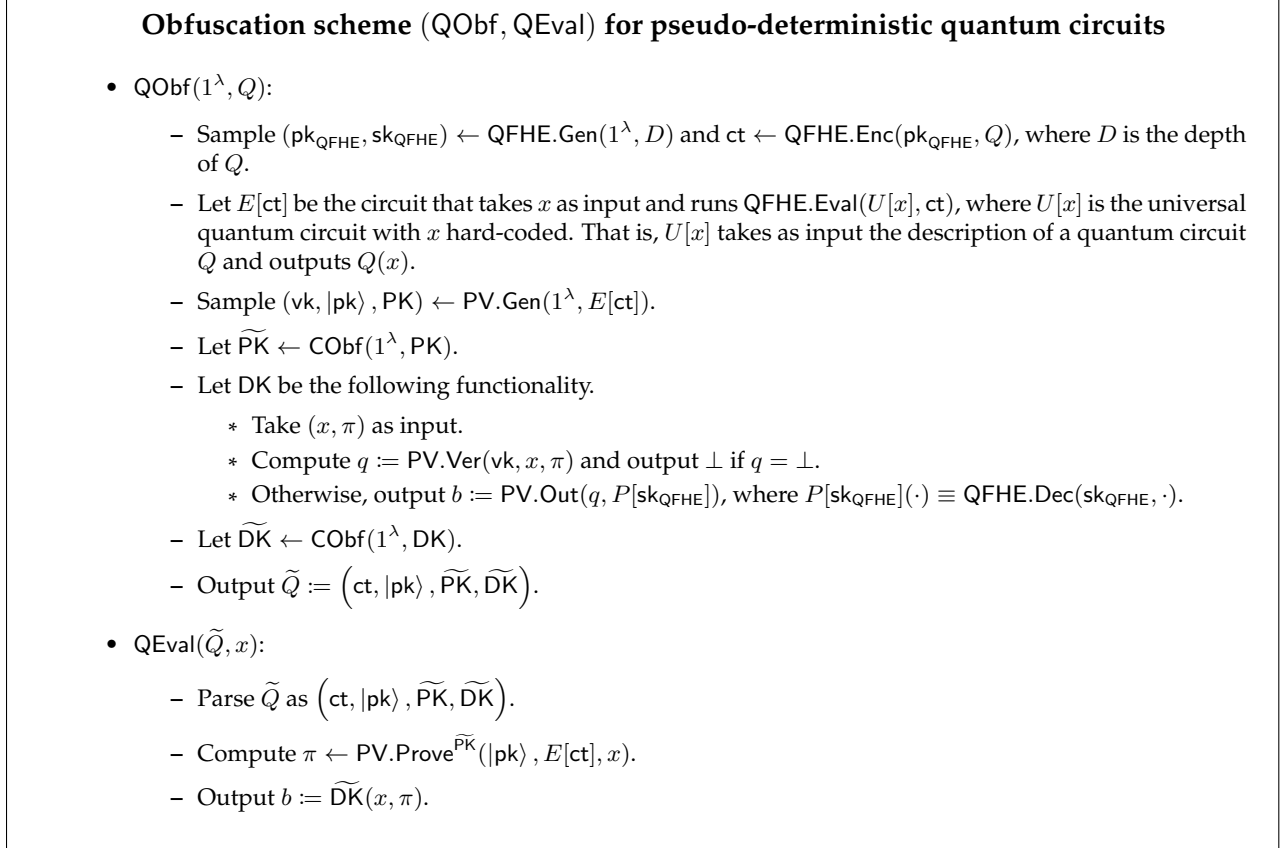 Obfuscation scheme (QObf, QEval) for pseudo-deterministic quantum circuits
• QObf(1^λ, Q):
– Sample (pk_QFHE, sk_QFHE) ← QFHE.Gen(1^λ, D) and ct ← QFHE.Enc(pk_QFHE, Q), where D is the depth
of Q.
– Let E[ct] be the circuit that takes x as input and runs QFHE.Eval(U[x], ct), where U[x] is the universal
quantum circuit with x hard-coded. That is, U[x] takes as input the description of a quantum circuit
Q and outputs Q(x).
– Sample (vk, |pk⟩, PK) ← PV.Gen(1^λ, E[ct]).
– Let P̃K̃ ← CObf(1^λ, PK).
– Let DK be the following functionality.
* Take (x, π) as input.
* Compute q := PV.Ver(vk, x, π) and output ⊥ if q = ⊥.
* Otherwise, output b := PV.Out(q, P[sk_QFHE]), where P[sk_QFHE](·) ≡ QFHE.Dec(sk_QFHE, ·).
– Let D̃K̃ ← CObf(1^λ, DK).
– Output Q̃ := (ct, |pk⟩, P̃K̃, D̃K̃).
• QEval(Q̃, x):
– Parse Q̃ as (ct, |pk⟩, P̃K̃, D̃K̃).
– Compute π ← PV.Prove^P̃K̃(|pk⟩, E[ct], x).
– Output b := D̃K̃(x, π).